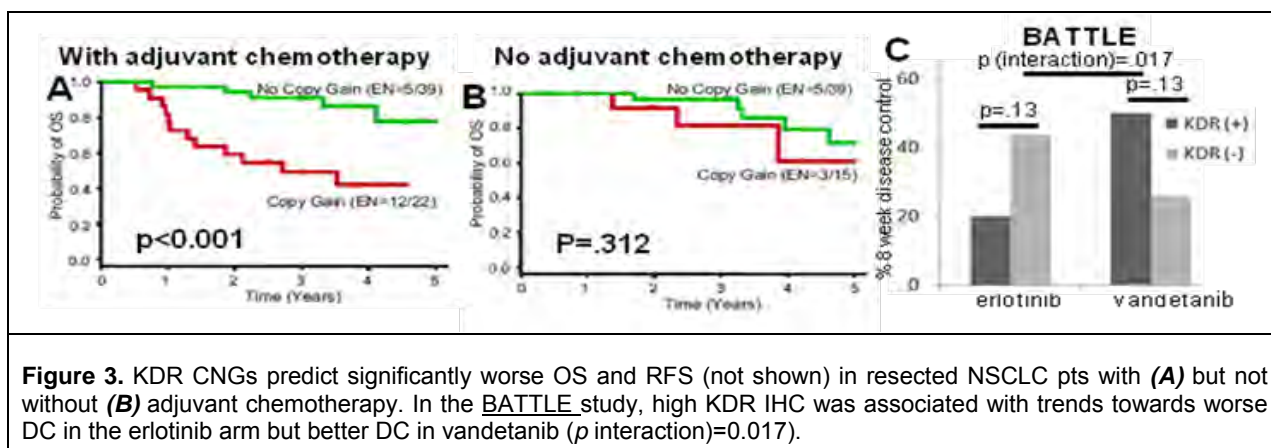 With adjuvant chemotherapy
A
No Copy Gain (EN=5/39)
Copy Gain (EN=12/22)
p<0.001
Probability of OS
1.0
0.8
0.6
0.4
0.2
0.0
0 1 2 3 4 5
Time (Years)
No adjuvant chemotherapy
B
No Copy Gain
Copy Gain (EN=3/15)
P=.312
Probability of OS
1.0
0.8
0.6
0.4
0.2
0.0
0 1 2 3 4 5
Time (Years)
C
BATTLE
p (interaction)=.017
p=.13
p=.13
KDR (+)
KDR (-)
% 8 week disease control
60
40
20
0
erlotinib vandetanib
Figure 3. KDR CNGs predict significantly worse OS and RFS (not shown) in resected NSCLC pts with (A) but not
without (B) adjuvant chemotherapy. In the BATTLE study, high KDR IHC was associated with trends towards worse
DC in the erlotinib arm but better DC in vandetanib (p interaction)=0.017).